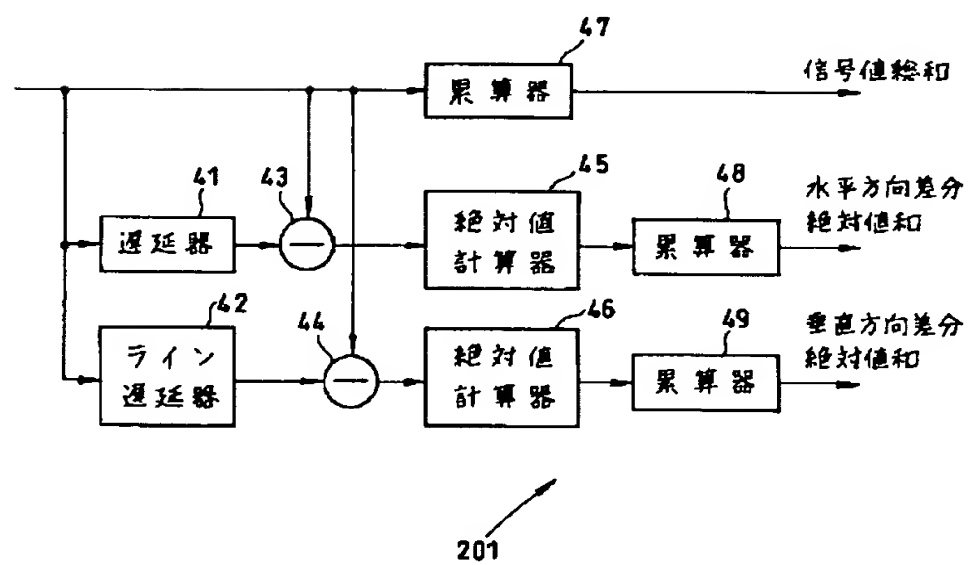 47
累算器
信号値総和
41
遅延器
43
45
絶対値
計算器
48
累算器
水平方向差分
絶対値和
42
ライン
遅延器
44
46
絶対値
計算器
49
累算器
垂直方向差分
絶対値和
201